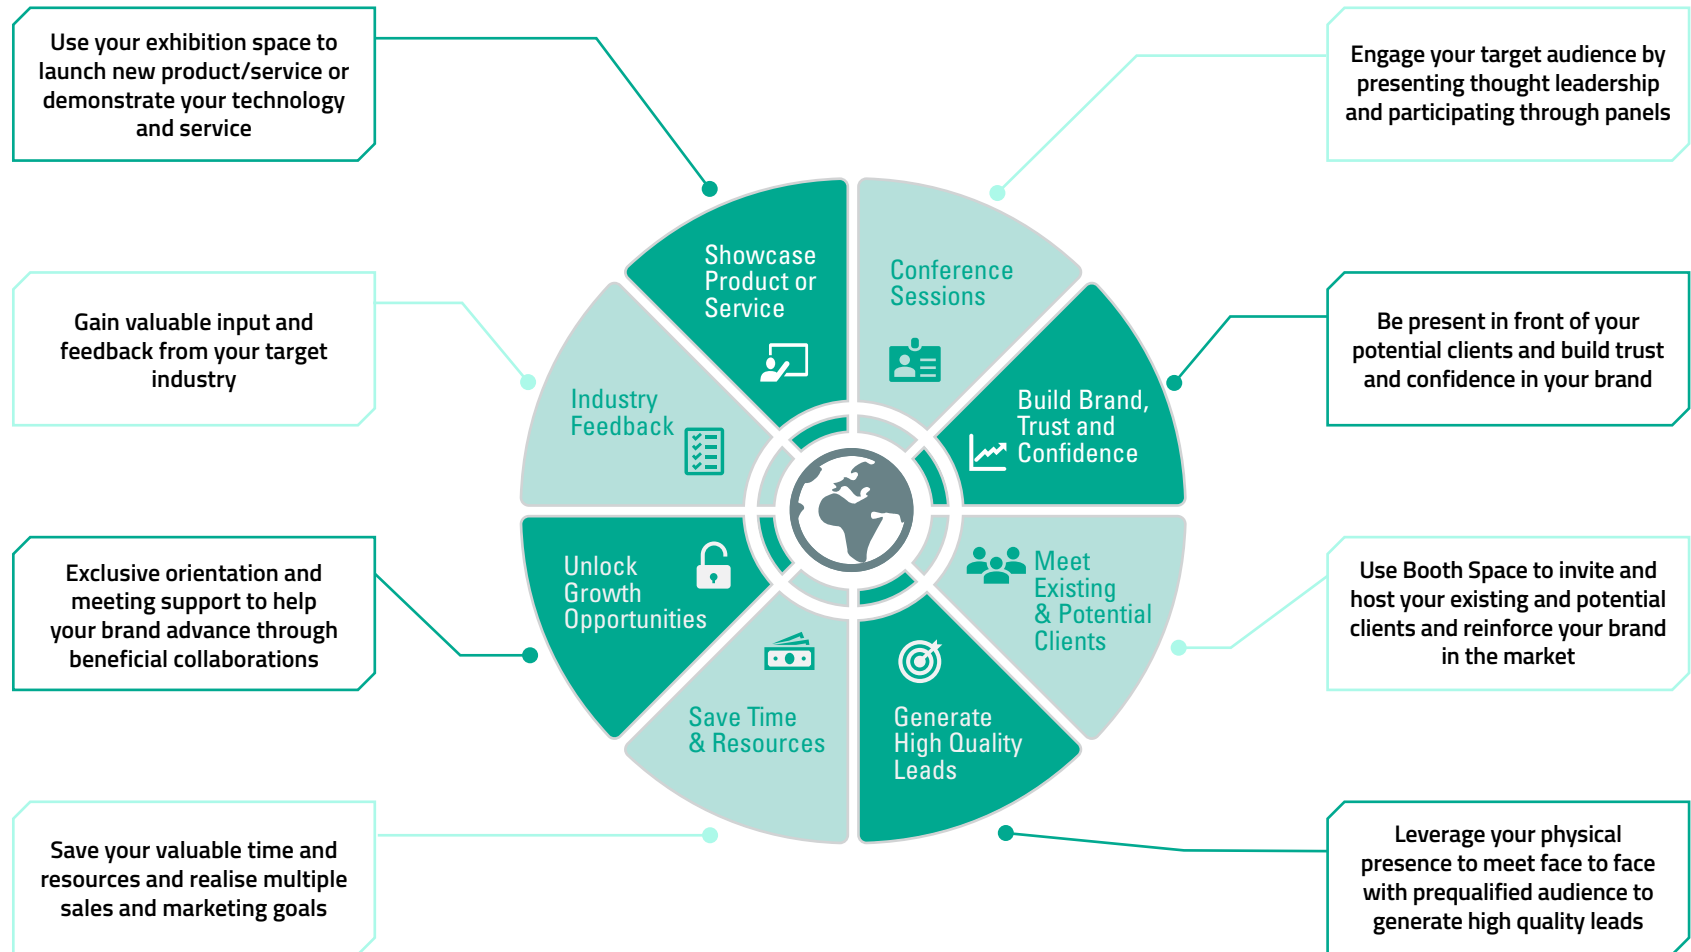 Use your exhibition space to
launch new product/service or
demonstrate your technology
and service
Engage your target audience by
presenting thought leadership
and participating through panels
Showcase
Product or
Service
Conference
Sessions
Gain valuable input and
feedback from your target
industry
Be present in front of your
potential clients and build trust
and confidence in your brand
Industry
Feedback
Build Brand,
Trust and
Confidence
Exclusive orientation and
meeting support to help
your brand advance through
beneficial collaborations
Unlock
Growth
Opportunities
Meet
Existing
& Potential
Clients
Use Booth Space to invite and
host your existing and potential
clients and reinforce your brand
in the market
Save Time
& Resources
Generate
High Quality
Leads
Save your valuable time and
resources and realise multiple
sales and marketing goals
Leverage your physical
presence to meet face to face
with prequalified audience to
generate high quality leads